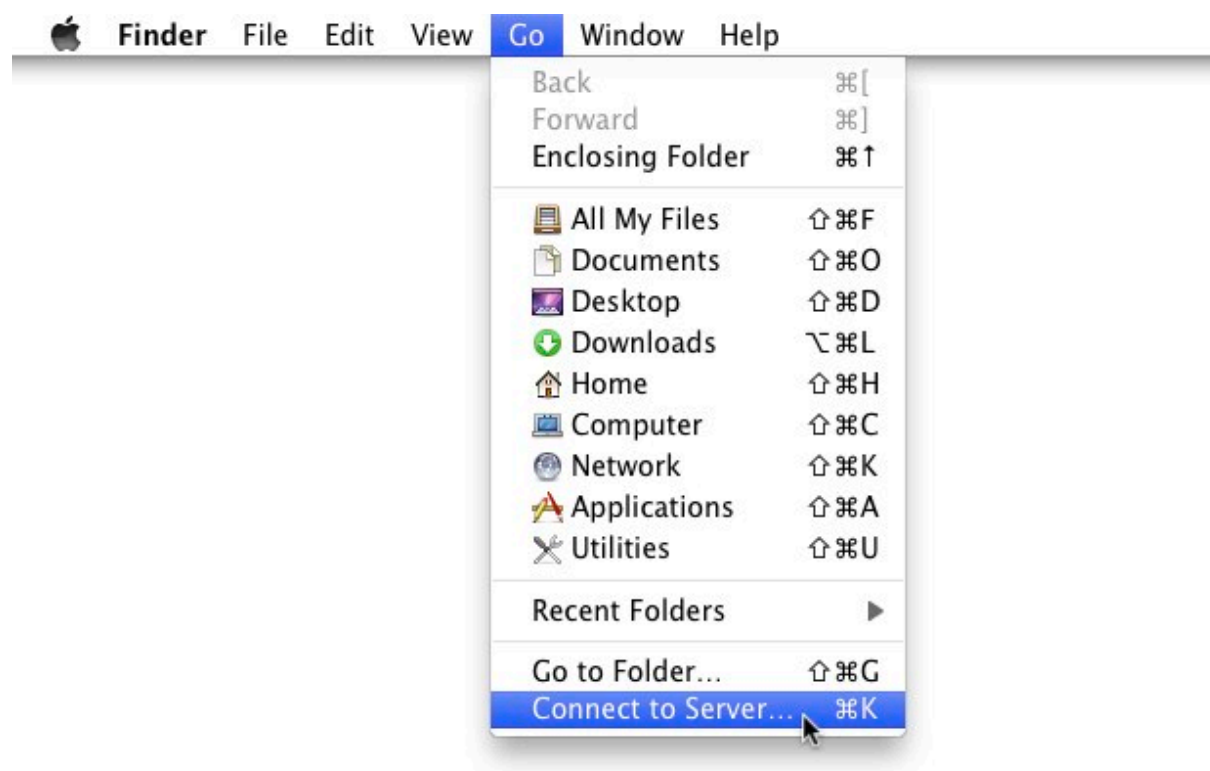 Finder File Edit View Go Window Help
Back ⌘[
Forward ⌘]
Enclosing Folder ⌘↑
All My Files ⇧⌘F
Documents ⇧⌘O
Desktop ⇧⌘D
Downloads ⌥⌘L
Home ⇧⌘H
Computer ⇧⌘C
Network ⇧⌘K
Applications ⇧⌘A
Utilities ⇧⌘U
Recent Folders
Go to Folder... ⇧⌘G
Connect to Server... ⌘K